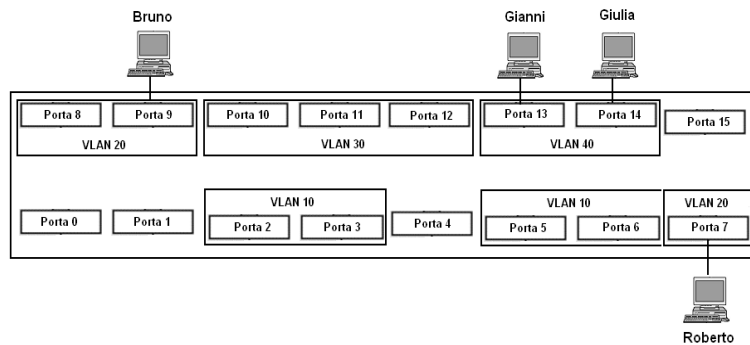 Bruno
Gianni
Giulia
Porta 8
Porta 9
Porta 10
Porta 11
Porta 12
Porta 13
Porta 14
Porta 15
VLAN 20
VLAN 30
VLAN 40
VLAN 10
VLAN 10
VLAN 20
Porta 0
Porta 1
Porta 2
Porta 3
Porta 4
Porta 5
Porta 6
Porta 7
Roberto